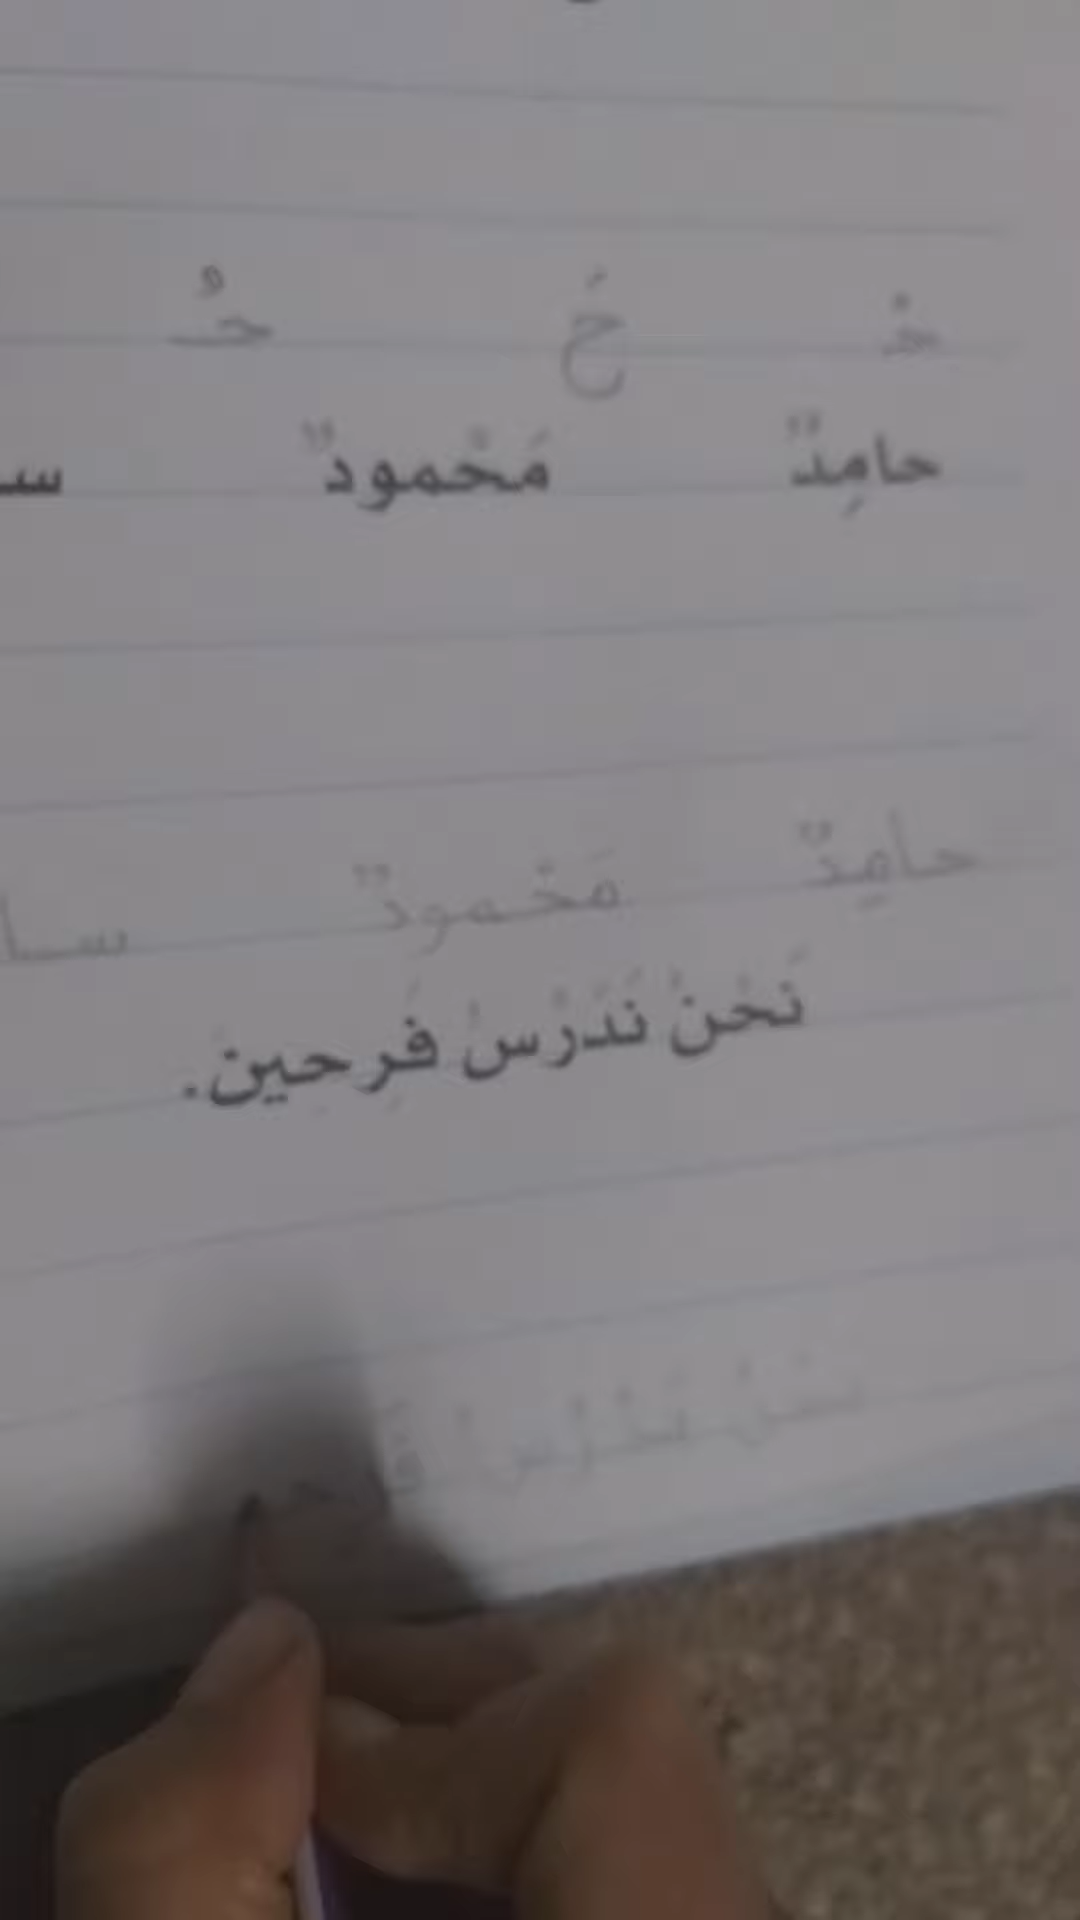 حْـ حَ حُـ
حامِدٌ مَحْمودٌ
حامِدٌ مَحْمودٌ
نَحْنُ نَدْرُسُ فَرِحينَ.
نَحْنُ نَدْرُسُ